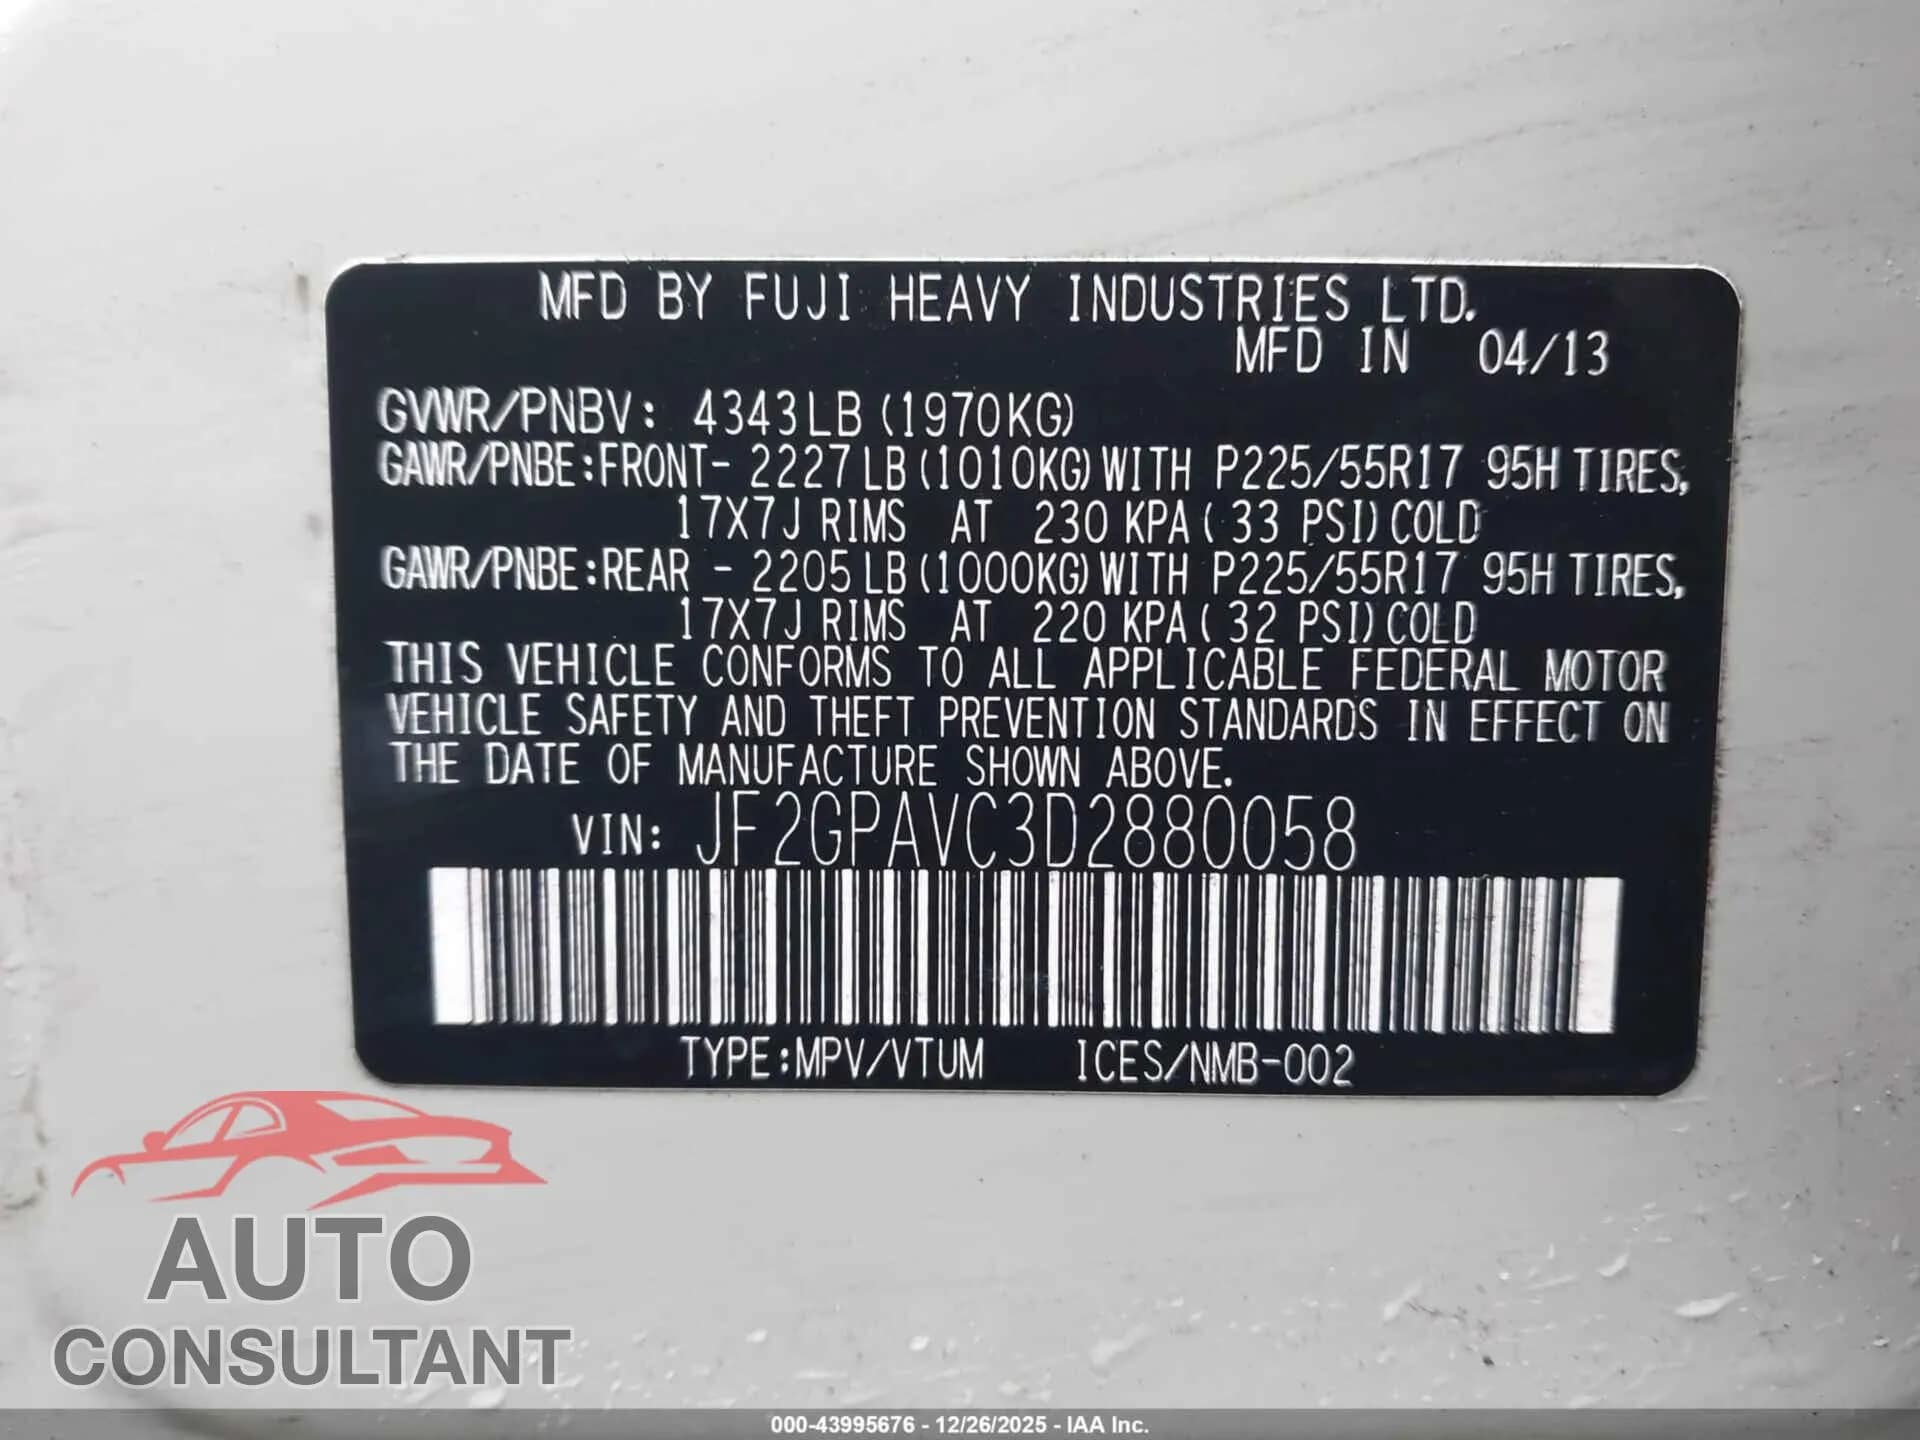 MFD BY FUJI HEAVY INDUSTRIES LTD.
MFD IN 04/13
GVWR/PNBV: 4343LB (1970KG)
GAWR/PNBE:FRONT- 2227LB (1010KG) WITH P225/55R17 95H TIRES,
17X7J RIMS AT 230 KPA ( 33 PSI) COLD
GAWR/PNBE:REAR - 2205LB (1000KG) WITH P225/55R17 95H TIRES,
17X7J RIMS AT 220 KPA ( 32 PSI) COLD
THIS VEHICLE CONFORMS TO ALL APPLICABLE FEDERAL MOTOR
VEHICLE SAFETY AND THEFT PREVENTION STANDARDS IN EFFECT ON
THE DATE OF MANUFACTURE SHOWN ABOVE.
VIN: JF2GPAVC3D2880058
TYPE:MPV/VTUM ICES/NMB-002
AUTO
CONSULTANT
000-43995676 - 12/26/2025 - IAA Inc.